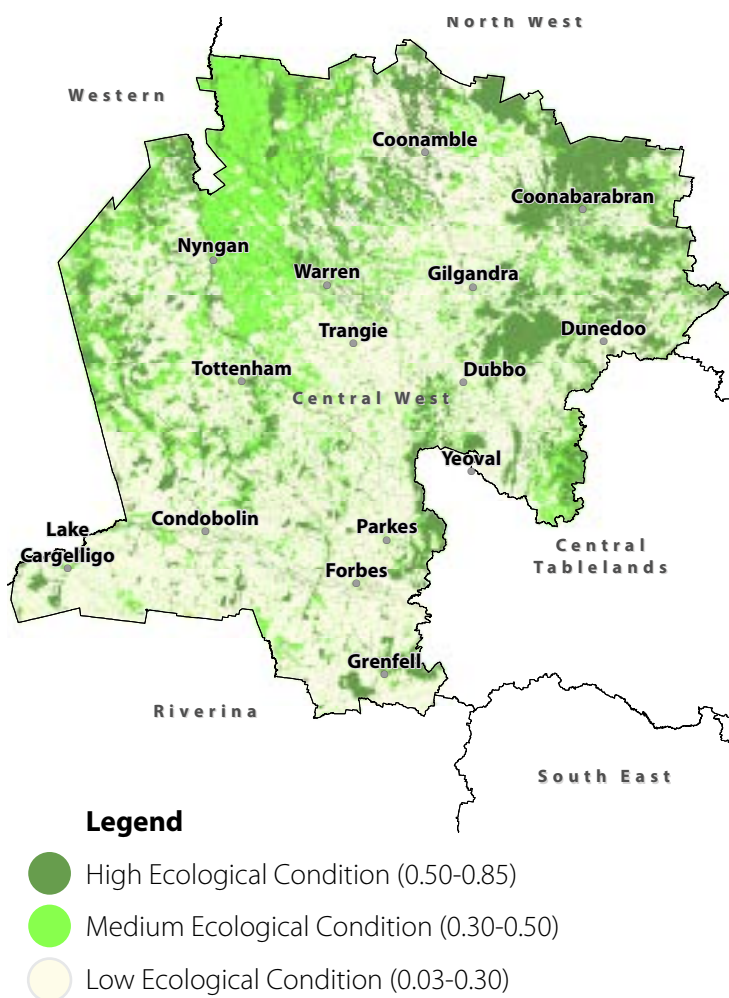 North West
Western
Coonamble
Coonabarabran
Nyngan
Warren
Gilgandra
Trangie
Dunedoo
Tottenham
Dubbo
Central West
Yeoval
Condobolin
Parkes
Lake
Cargelligo
Central
Tablelands
Forbes
Grenfell
Riverina
South East
Legend
High Ecological Condition (0.50-0.85)
Medium Ecological Condition (0.30-0.50)
Low Ecological Condition (0.03-0.30)